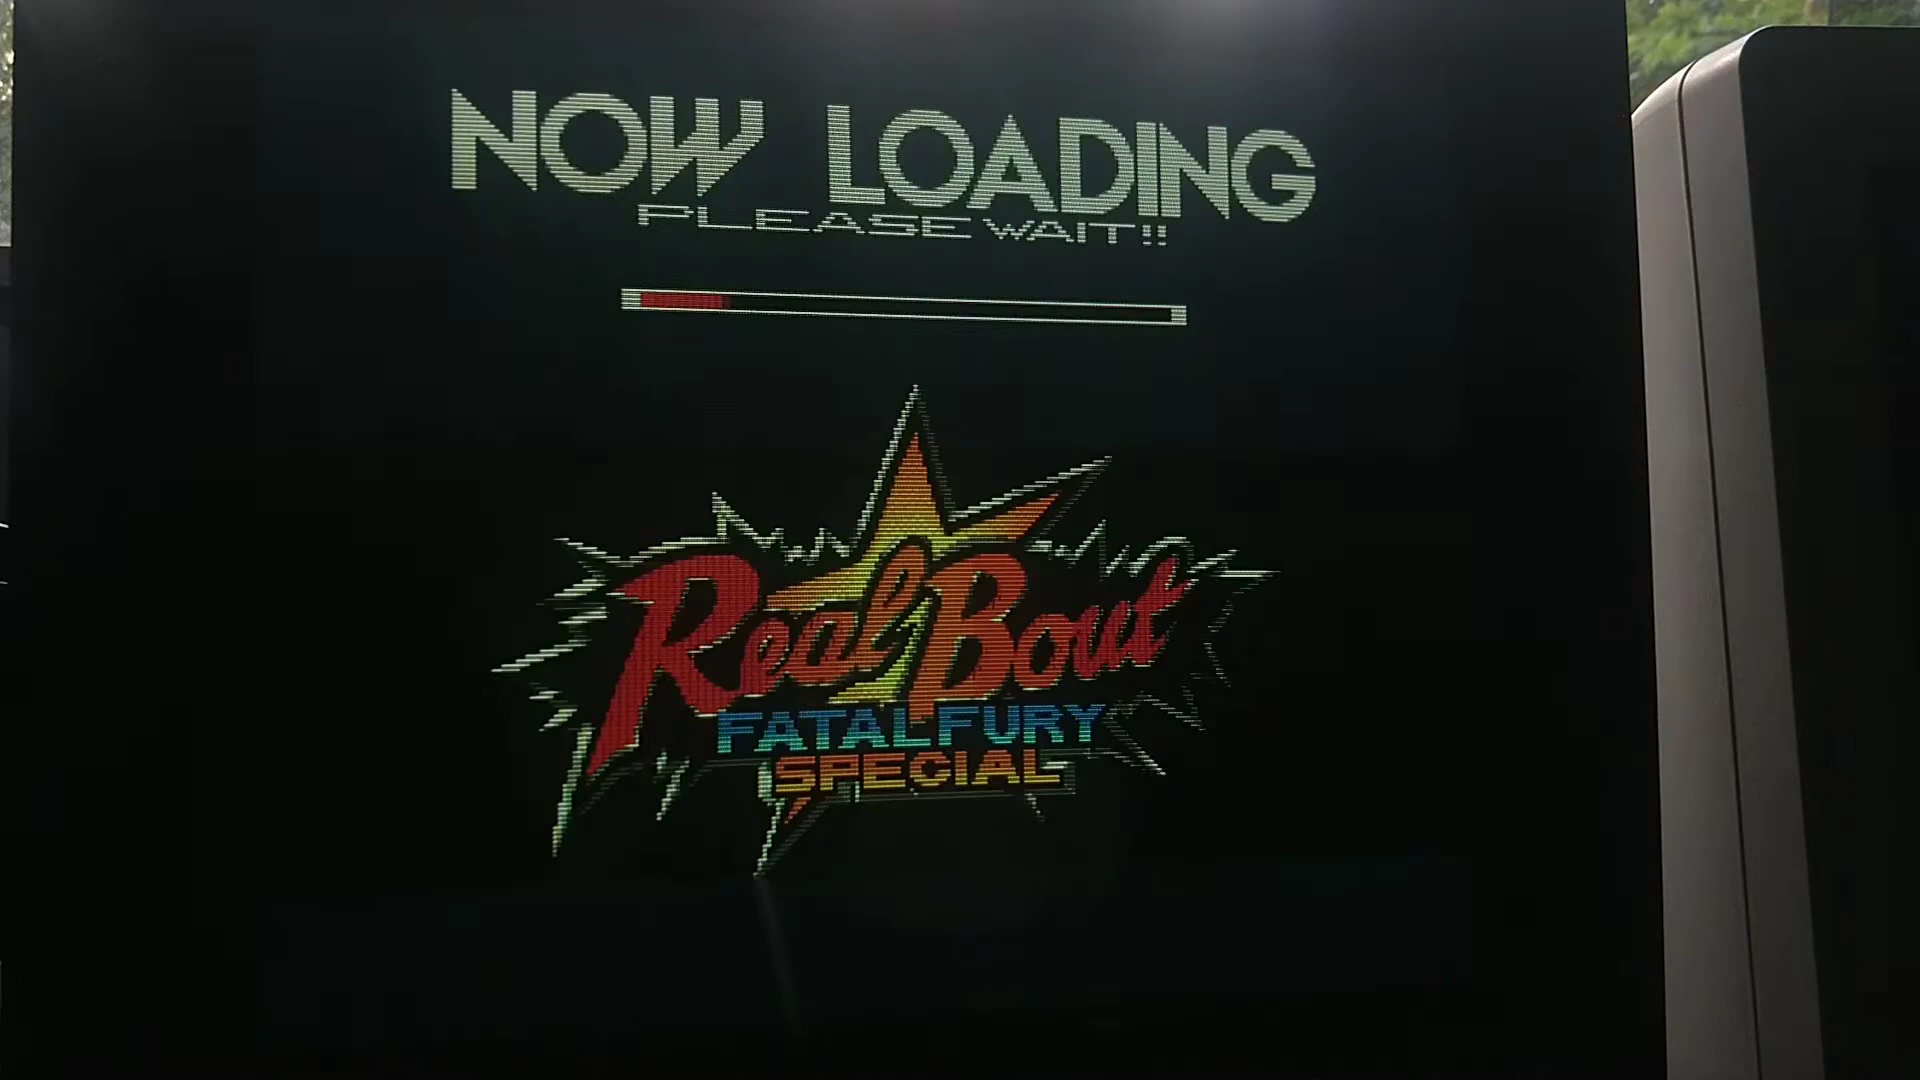 NOW LOADING
PLEASE WAIT!!
Real Bout
FATAL FURY
SPECIAL